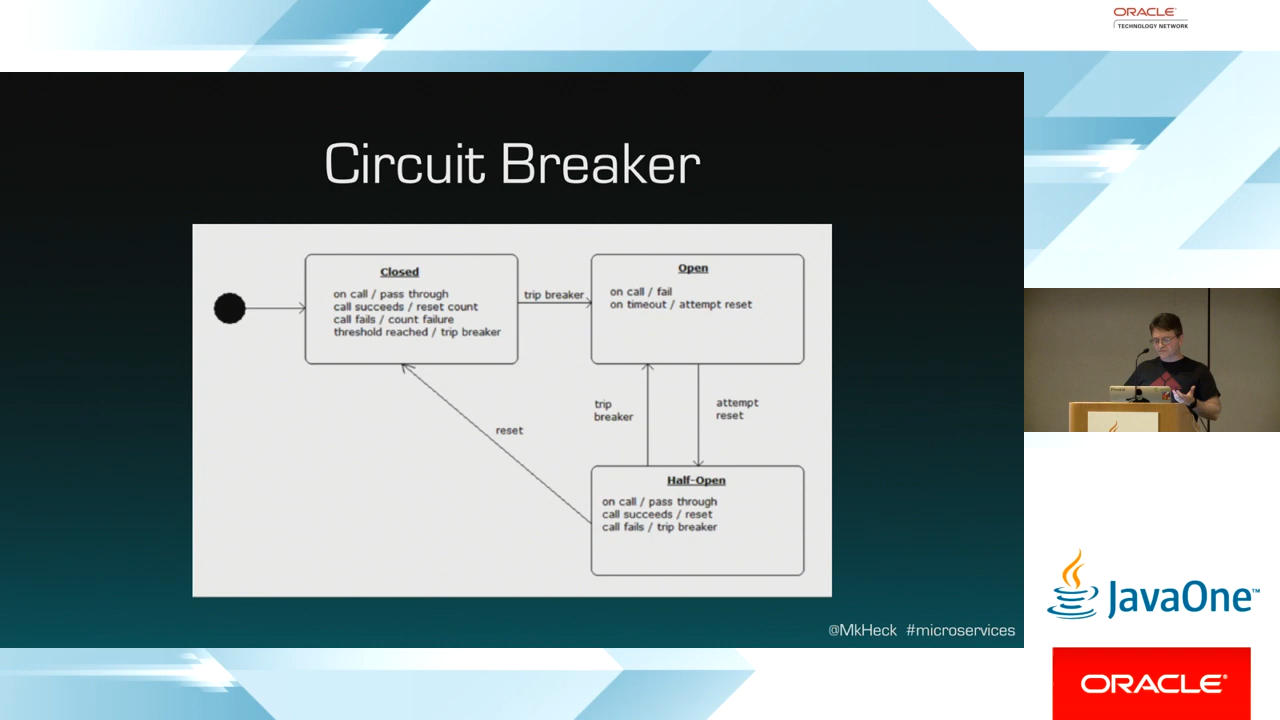 ORACLE
TECHNOLOGY NETWORK
Circuit Breaker
Closed
on call / pass through
call succeeds / reset count
call fails / count failure
threshold reached / trip breaker
trip breaker
Open
on call / fail
on timeout / attempt reset
trip
breaker
attempt
reset
reset
Half-Open
on call / pass through
call succeeds / reset
call fails / trip breaker
@MkHeck #microservices
JavaOne™
ORACLE®